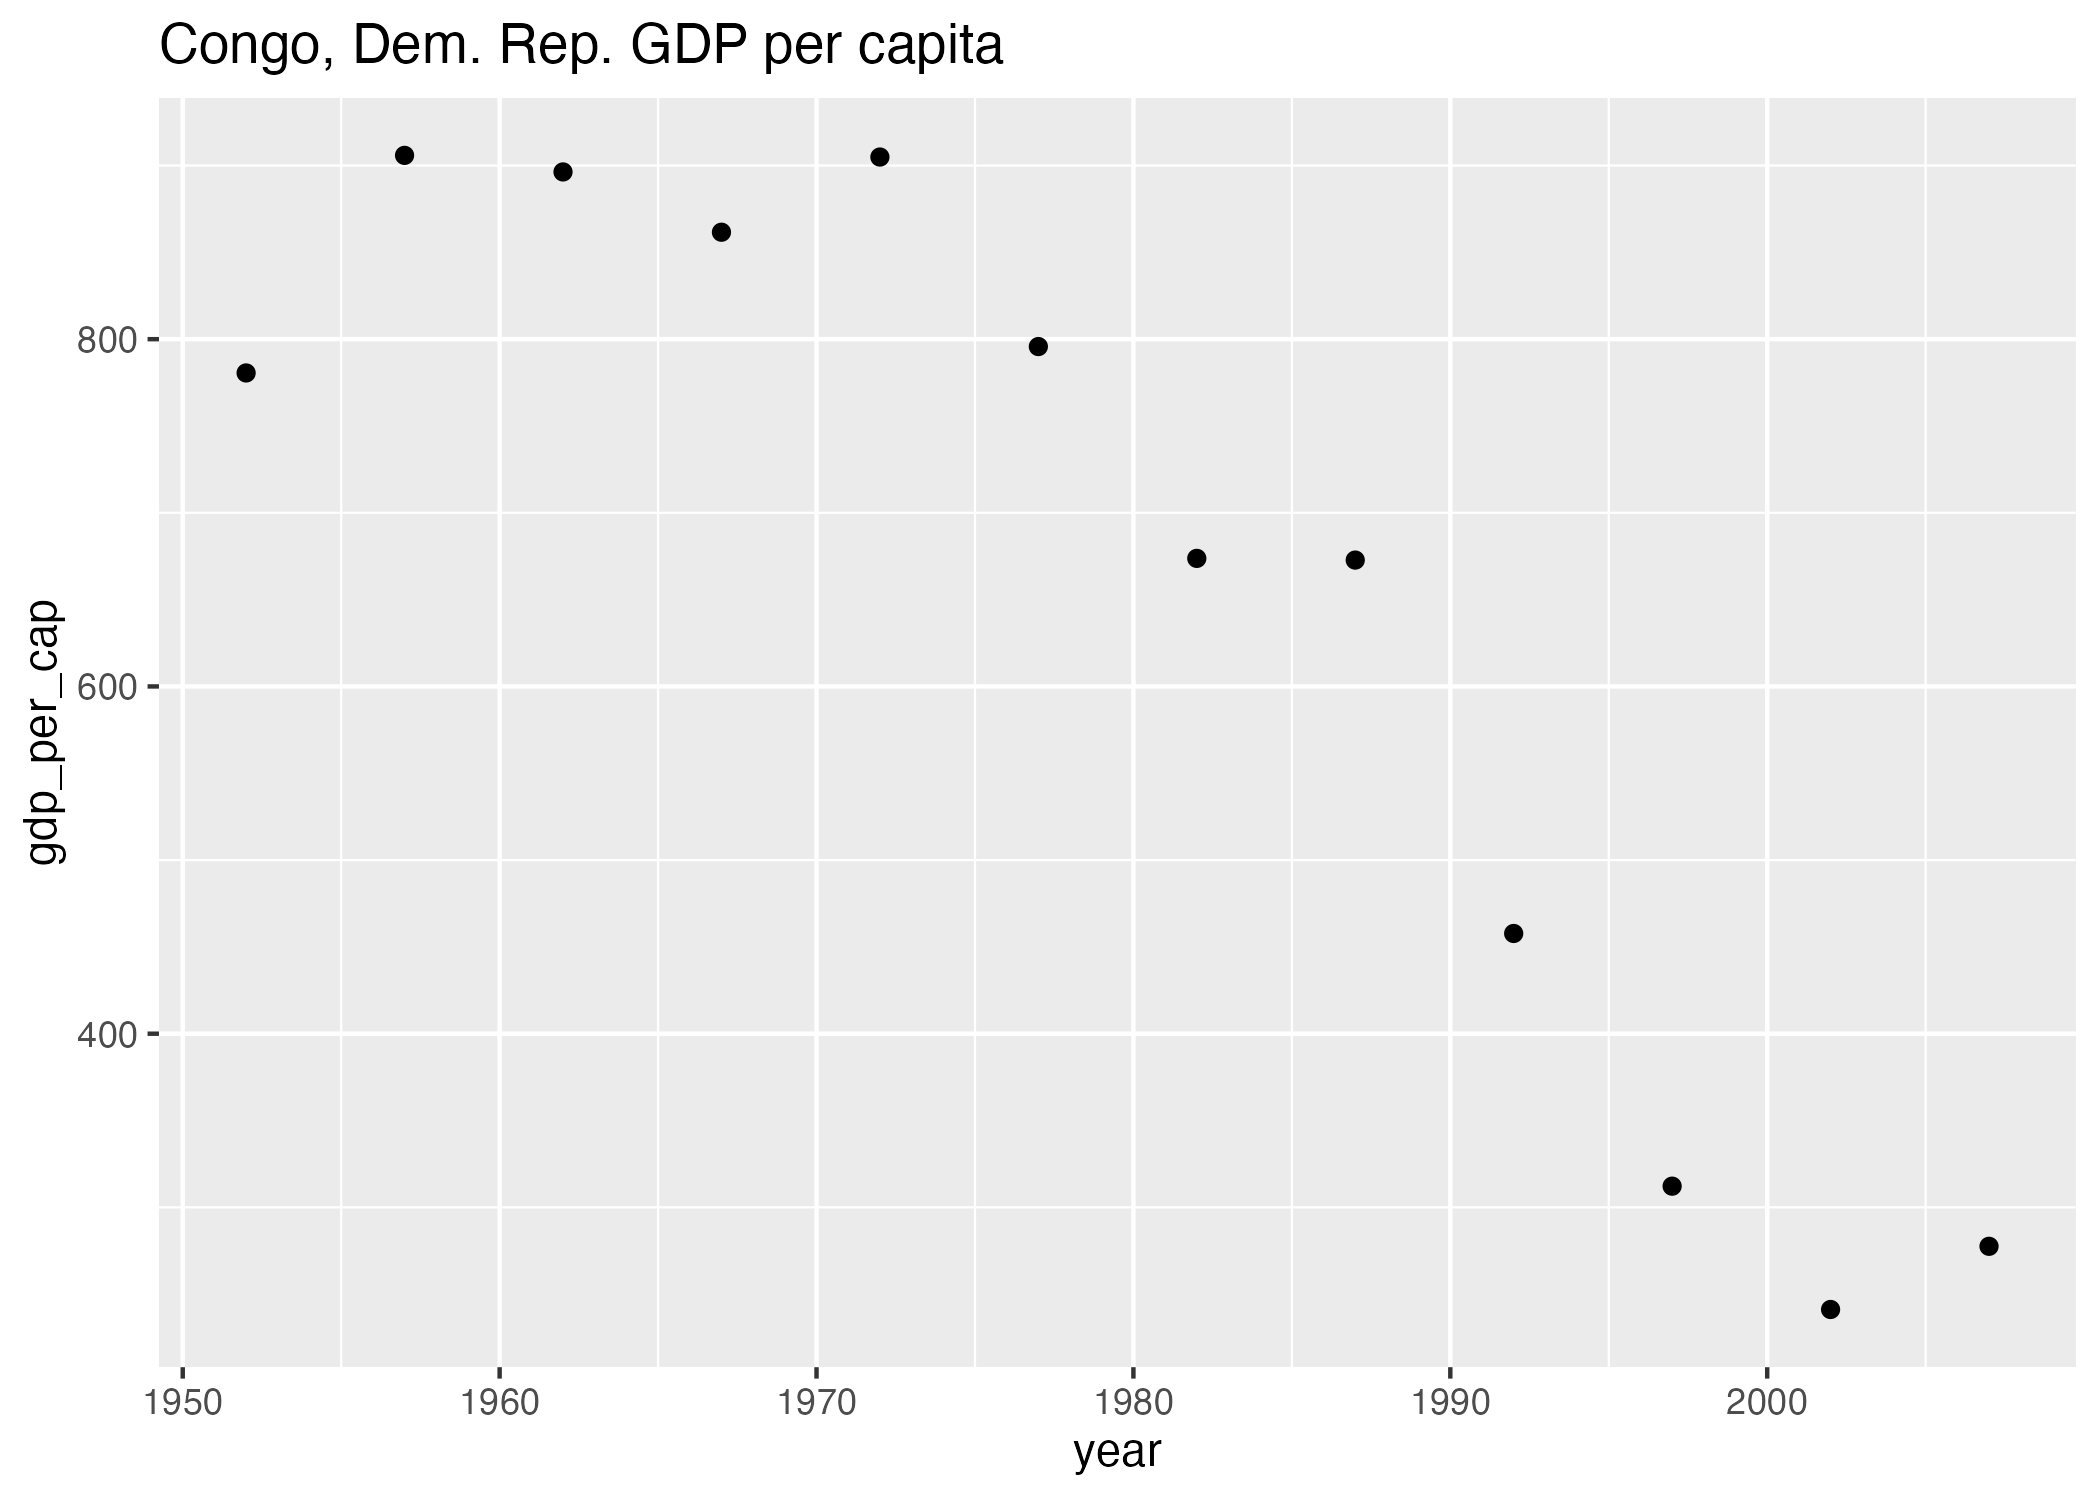 Congo, Dem. Rep. GDP per capita
800
600
400
gdp_per_cap
1950 1960 1970 1980 1990 2000
year